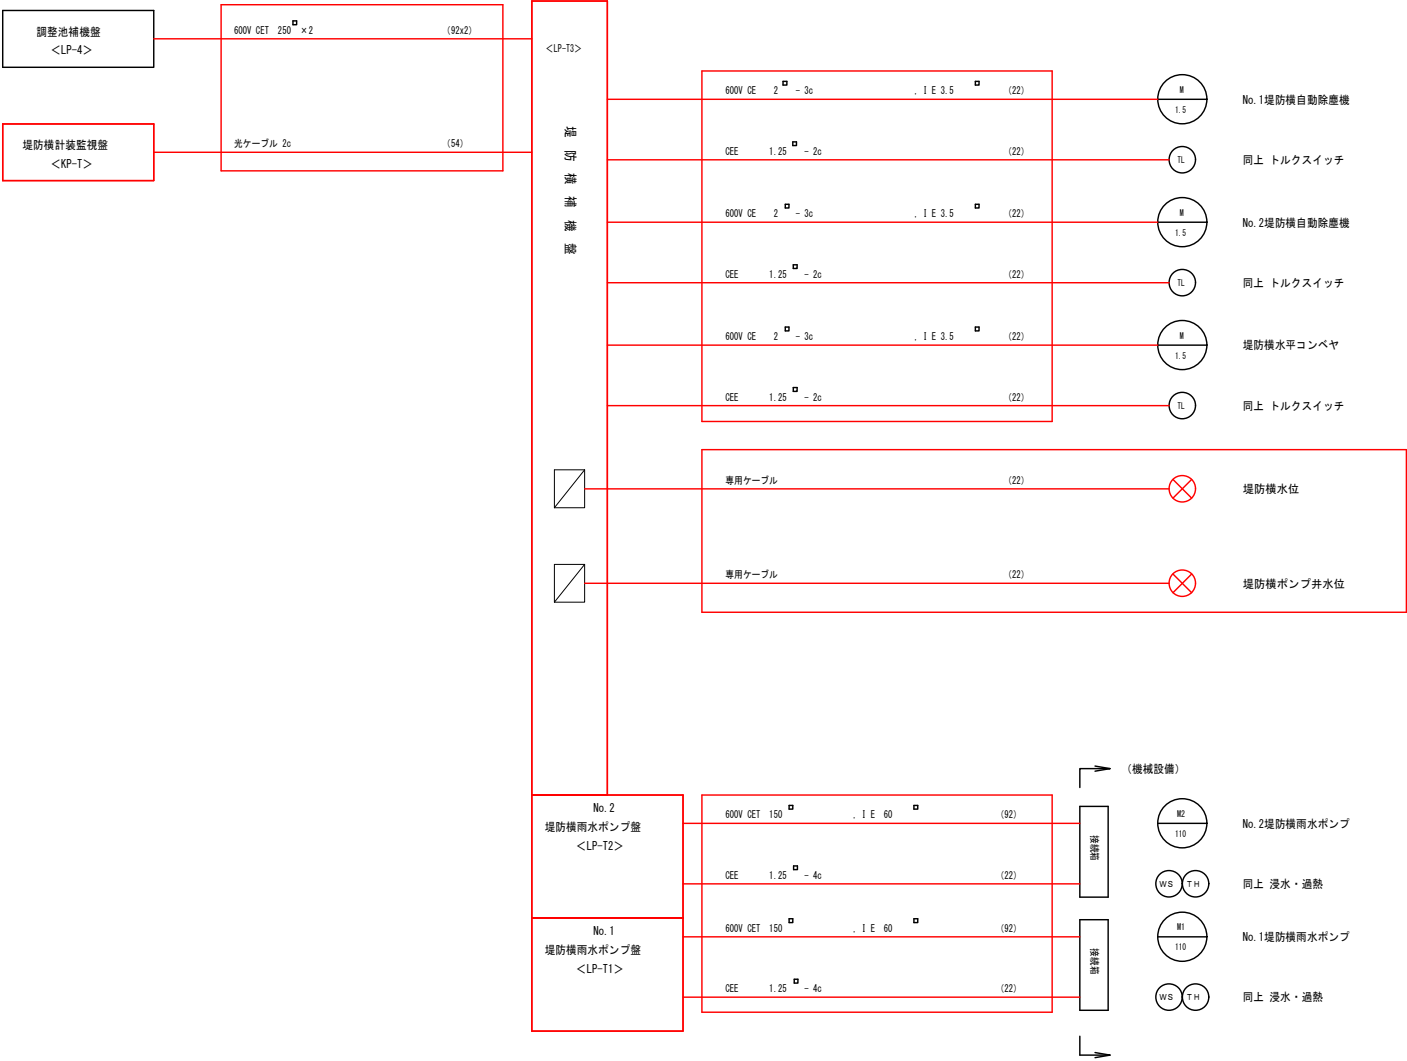 調整池補機盤
<LP-4>
600V CET 250□×2 (92x2)
<LP-T3>
堤防横計装監視盤
<KP-T>
光ケーブル 2c (54)
堤防横補機盤
600V CE 2□-3c , IE 3.5□ (22)
M
1.5
No.1堤防横自動除塵機
CEE 1.25□-2c (22)
TL
同上 トルクスイッチ
600V CE 2□-3c , IE 3.5□ (22)
M
1.5
No.2堤防横自動除塵機
CEE 1.25□-2c (22)
TL
同上 トルクスイッチ
600V CE 2□-3c , IE 3.5□ (22)
M
1.5
堤防横水平コンベヤ
CEE 1.25□-2c (22)
TL
同上 トルクスイッチ
専用ケーブル (22)
堤防横水位
専用ケーブル (22)
堤防横ポンプ井水位
(機械設備)
No.2
堤防横雨水ポンプ盤
<LP-T2>
600V CET 150□ , IE 60□ (92)
接続箱
M2
110
No.2堤防横雨水ポンプ
CEE 1.25□-4c (22)
WS TH
同上 浸水・過熱
No.1
堤防横雨水ポンプ盤
<LP-T1>
600V CET 150□ , IE 60□ (92)
接続箱
M1
110
No.1堤防横雨水ポンプ
CEE 1.25□-4c (22)
WS TH
同上 浸水・過熱